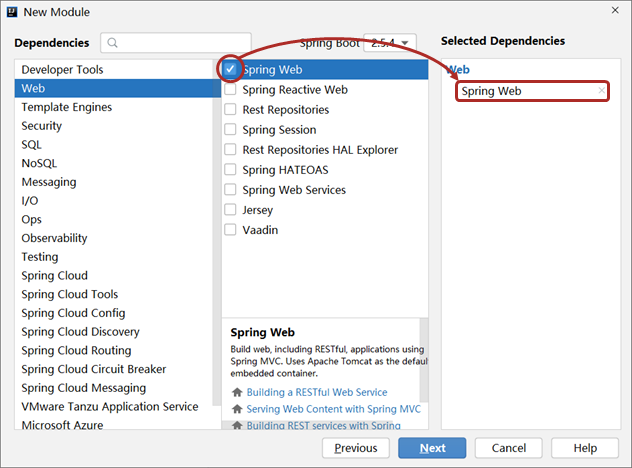 New Module
Dependencies
Spring Boot 2.5.4
Selected Dependencies
Developer Tools
Web
Template Engines
Security
SQL
NoSQL
Messaging
I/O
Ops
Observability
Testing
Spring Cloud
Spring Cloud Tools
Spring Cloud Config
Spring Cloud Discovery
Spring Cloud Routing
Spring Cloud Circuit Breaker
Spring Cloud Messaging
VMware Tanzu Application Service
Microsoft Azure
Spring Web
Spring Reactive Web
Rest Repositories
Spring Session
Rest Repositories HAL Explorer
Spring HATEOAS
Spring Web Services
Jersey
Vaadin
Spring Web
Build web, including RESTful, applications using
Spring MVC. Uses Apache Tomcat as the default
embedded container.
Building a RESTful Web Service
Serving Web Content with Spring MVC
Building REST services with Spring
Web
Spring Web
Previous
Next
Cancel
Help